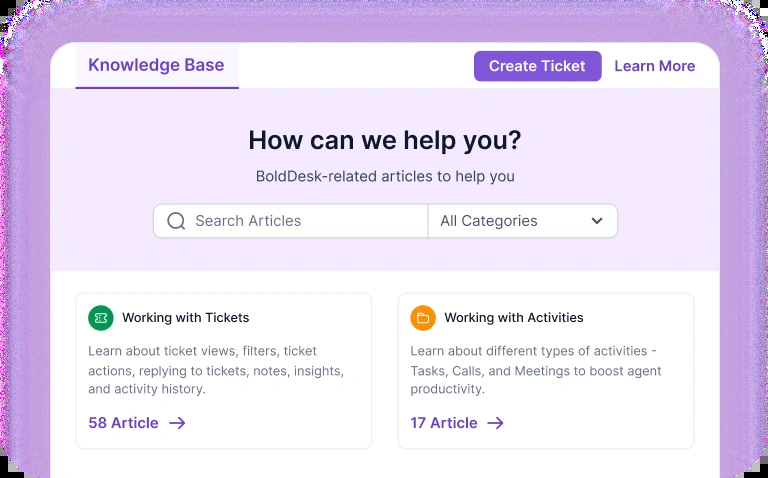 Knowledge Base
Create Ticket
Learn More
How can we help you?
BoldDesk-related articles to help you
Search Articles
All Categories
Working with Tickets
Learn about ticket views, filters, ticket
actions, replying to tickets, notes, insights,
and activity history.
58 Article
Working with Activities
Learn about different types of activities -
Tasks, Calls, and Meetings to boost agent
productivity.
17 Article